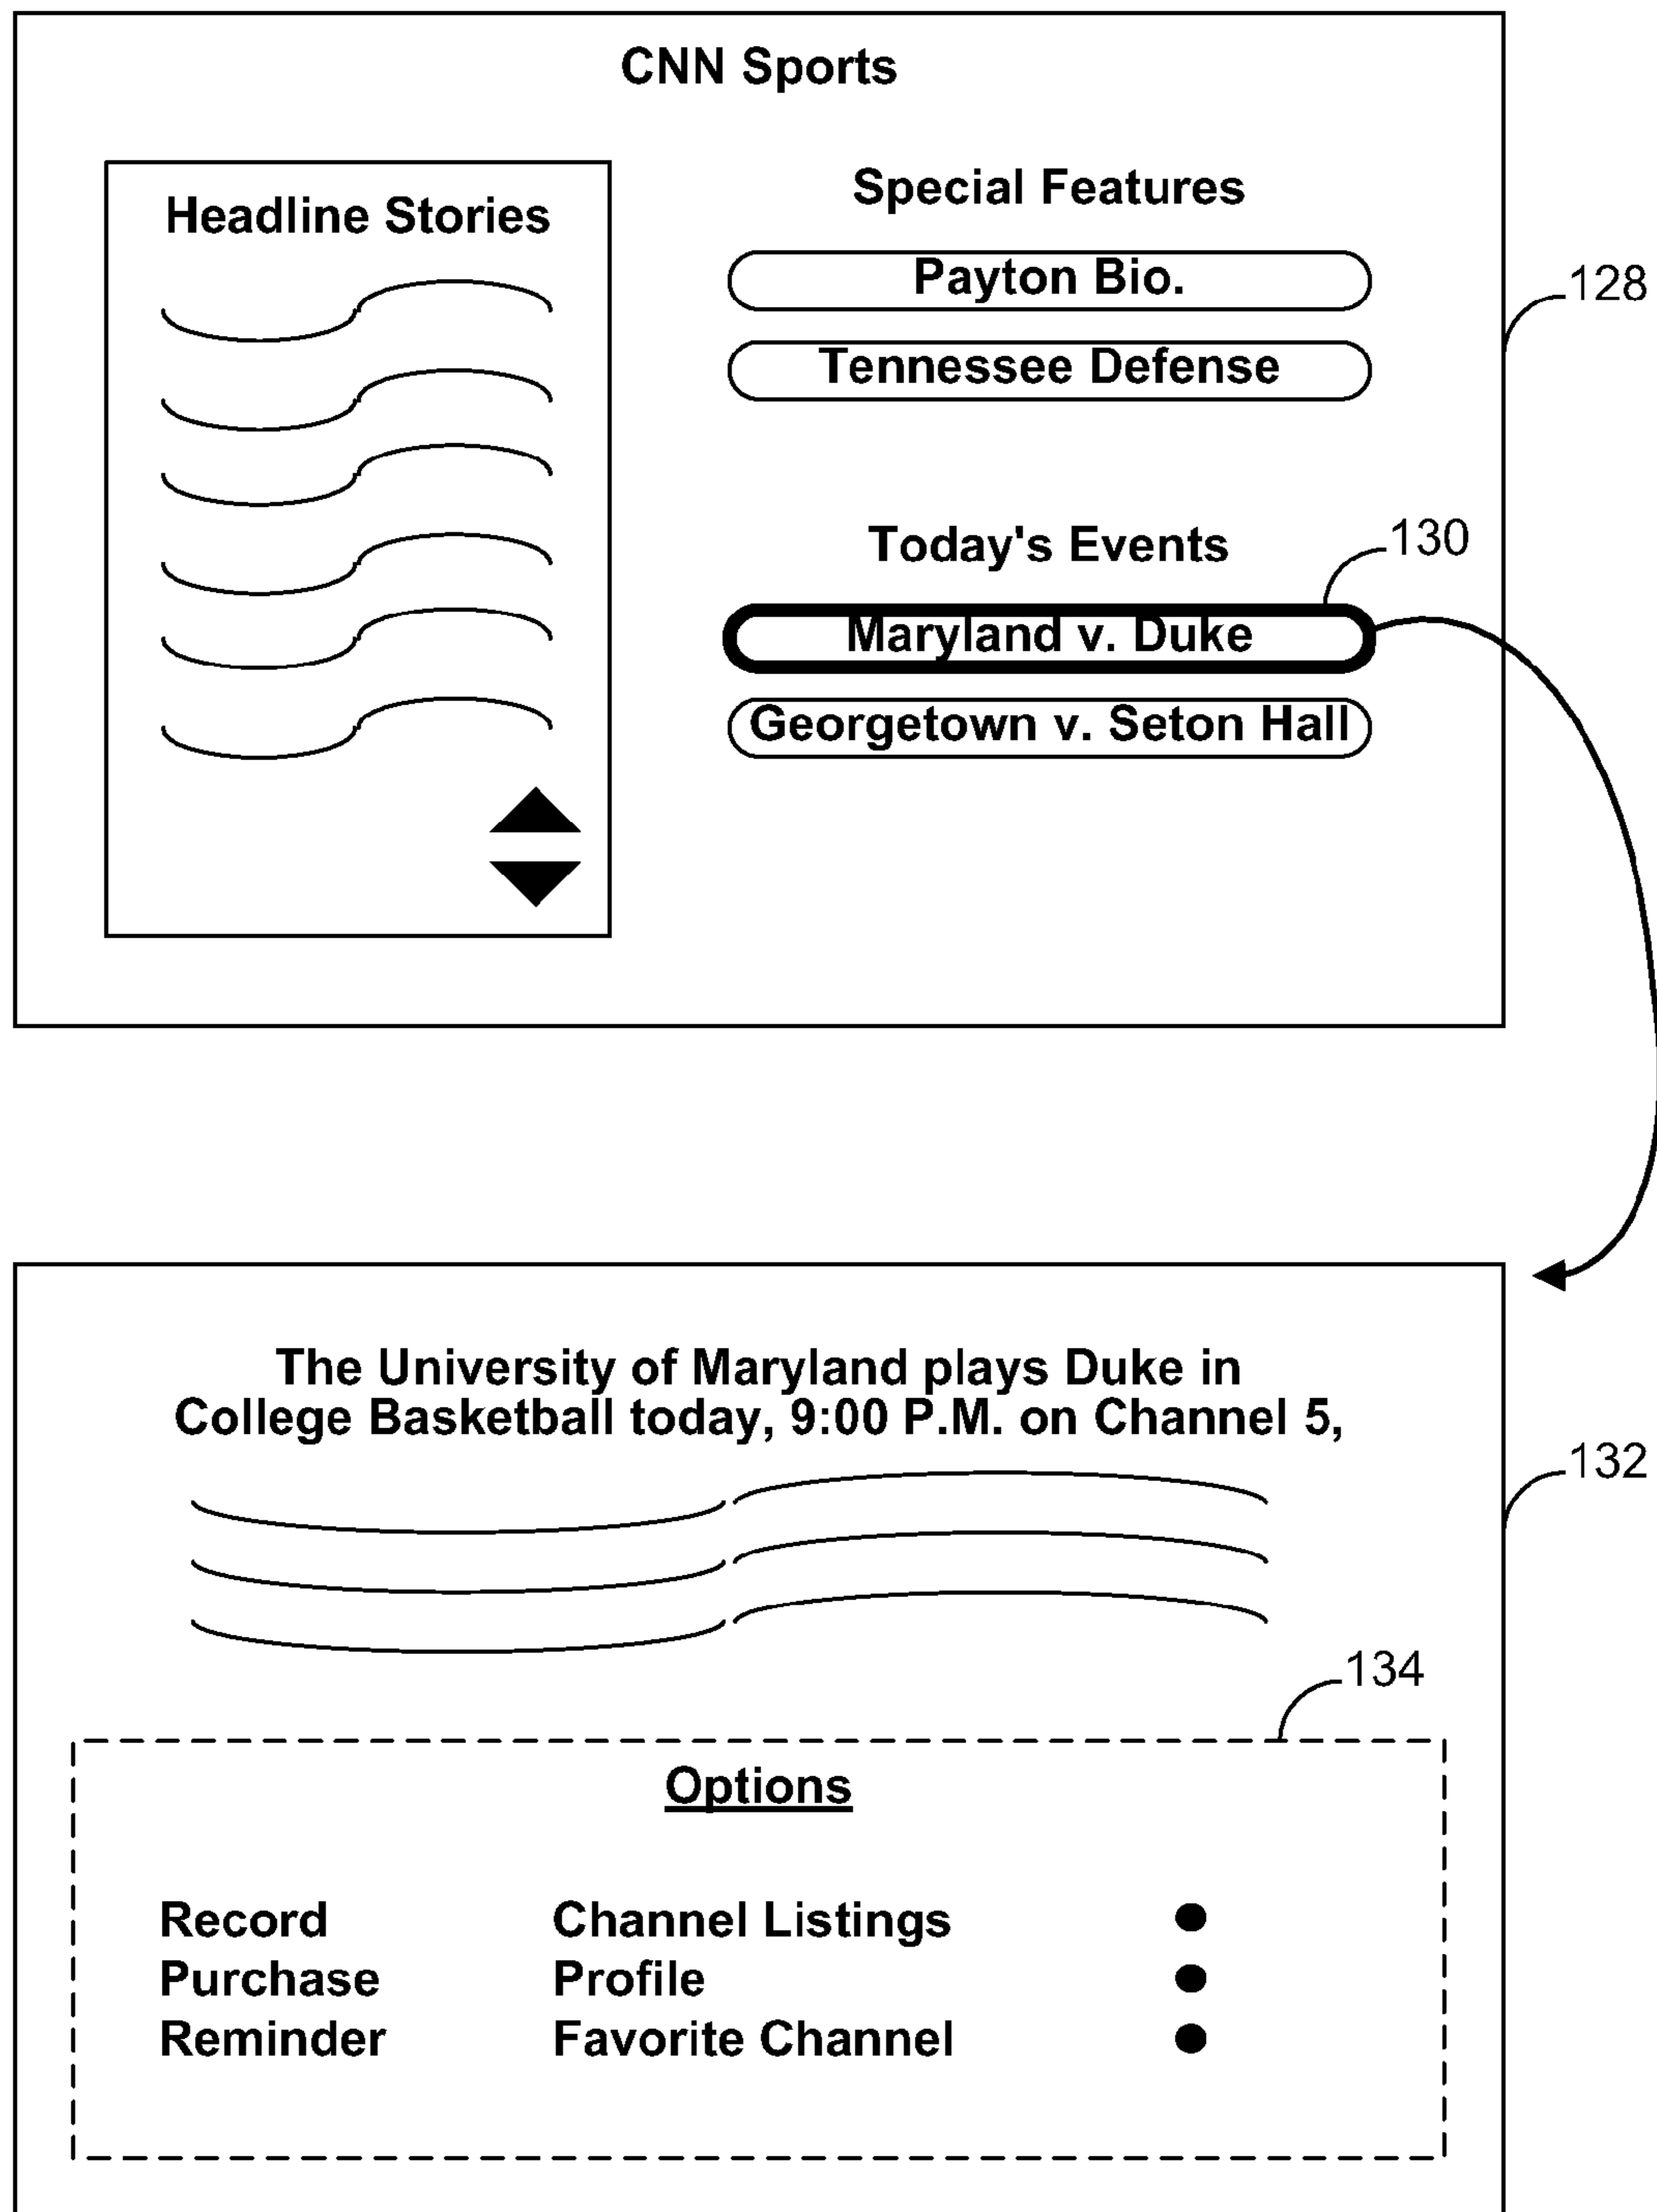 CNN Sports
Headline Stories
Special Features
Payton Bio.
Tennessee Defense
128
Today's Events
130
Maryland v. Duke
Georgetown v. Seton Hall
The University of Maryland plays Duke in
College Basketball today, 9:00 P.M. on Channel 5,
132
134
Options
Record
Channel Listings
Purchase
Profile
Reminder
Favorite Channel